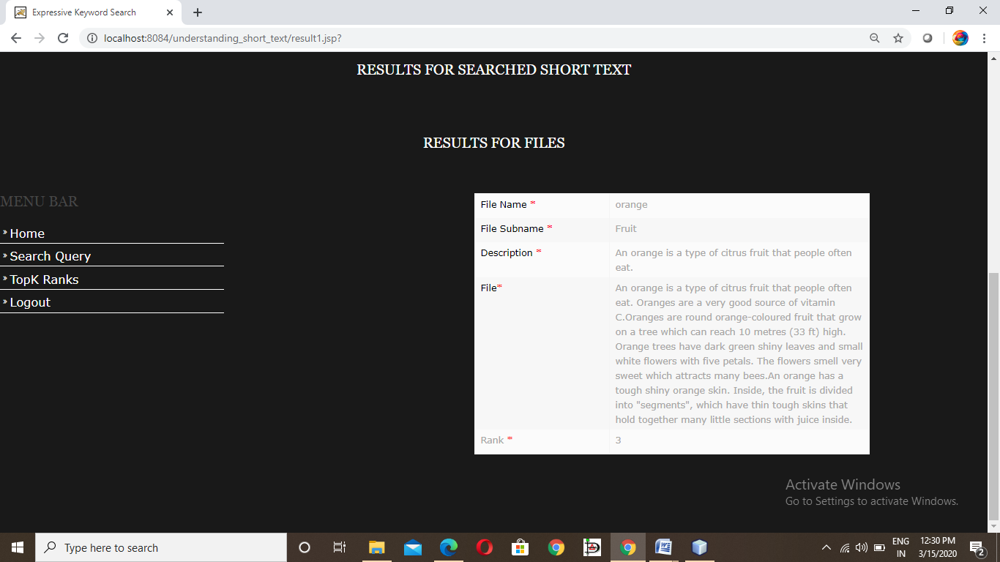 Expressive Keyword Search
localhost:8084/understanding_short_text/result1.jsp?
RESULTS FOR SEARCHED SHORT TEXT
RESULTS FOR FILES
MENU BAR
» Home
» Search Query
» TopK Ranks
» Logout
File Name * orange
File Subname * Fruit
Description * An orange is a type of citrus fruit that people often
eat.
File* An orange is a type of citrus fruit that people often
eat. Oranges are a very good source of vitamin
C.Oranges are round orange-coloured fruit that grow
on a tree which can reach 10 metres (33 ft) high.
Orange trees have dark green shiny leaves and small
white flowers with five petals. The flowers smell very
sweet which attracts many bees.An orange has a
tough shiny orange skin. Inside, the fruit is divided
into "segments", which have thin tough skins that
hold together many little sections with juice inside.
Rank * 3
Activate Windows
Go to Settings to activate Windows.
Type here to search
ENG
IN
12:30 PM
3/15/2020
2